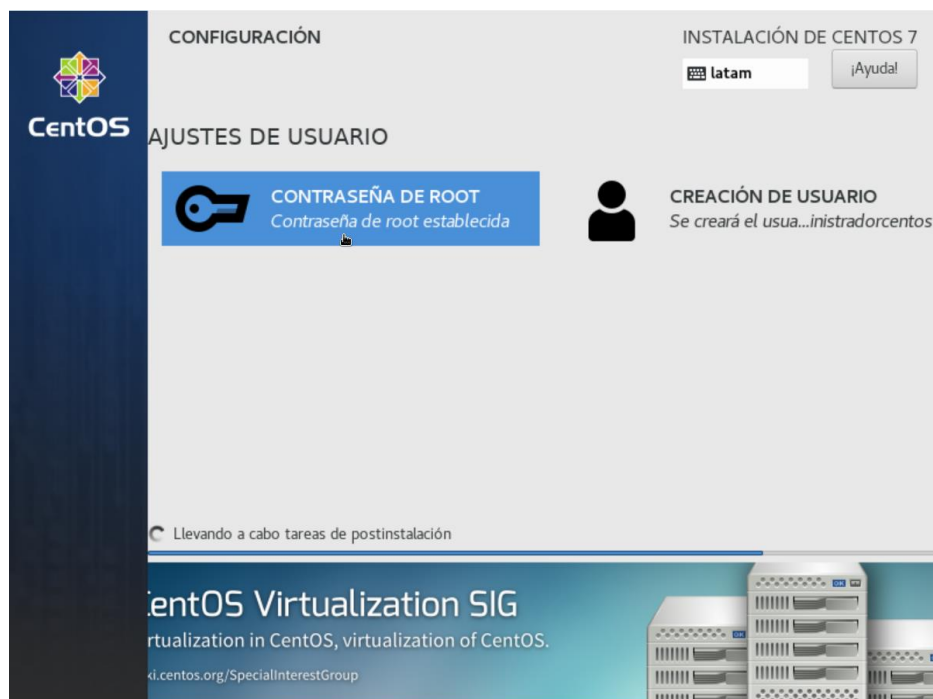 CONFIGURACIÓN
INSTALACIÓN DE CENTOS 7
latam
¡Ayuda!
CentOS
AJUSTES DE USUARIO
CONTRASEÑA DE ROOT
Contraseña de root establecida
CREACIÓN DE USUARIO
Se creará el usua...inistradorcentos
Llevando a cabo tareas de postinstalación
entOS Virtualization SIG
rtualization in CentOS, virtualization of CentOS.
ki.centos.org/SpecialInterestGroup